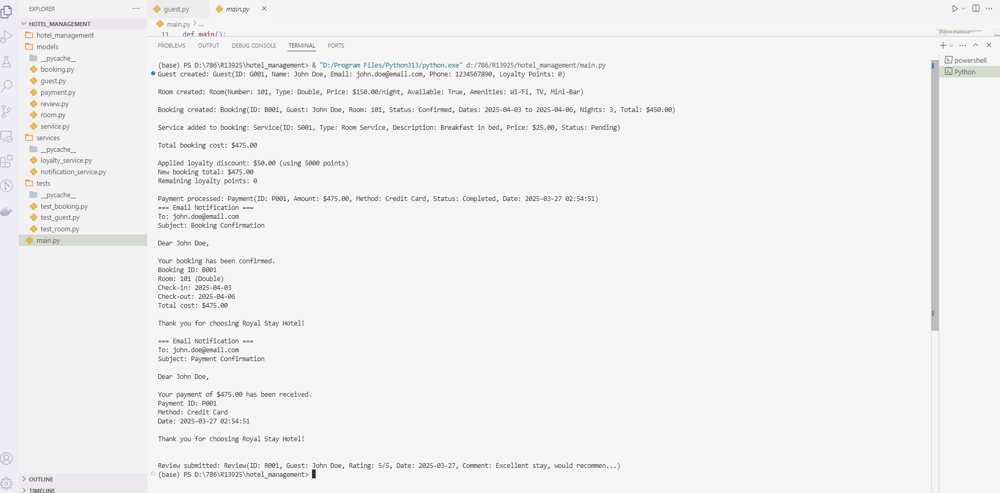 EXPLORER
HOTEL_MANAGEMENT
hotel_management
models
__pycache__
booking.py
guest.py
payment.py
review.py
room.py
service.py
services
__pycache__
loyalty_service.py
notification_service.py
tests
__pycache__
test_booking.py
test_guest.py
test_room.py
main.py
OUTLINE
TIMELINE
guest.py
main.py
main.py > ...
11 def main():
PROBLEMS OUTPUT DEBUG CONSOLE TERMINAL PORTS
(base) PS D:\786\R13925\hotel_management> & "D:/Program Files/Python313/python.exe" d:/786/R13925/hotel_management/main.py
Guest created: Guest(ID: G001, Name: John Doe, Email: john.doe@email.com, Phone: 1234567890, Loyalty Points: 0)
Room created: Room(Number: 101, Type: Double, Price: $150.00/night, Available: True, Amenities: Wi-Fi, TV, Mini-Bar)
Booking created: Booking(ID: B001, Guest: John Doe, Room: 101, Status: Confirmed, Dates: 2025-04-03 to 2025-04-06, Nights: 3, Total: $450.00)
Service added to booking: Service(ID: S001, Type: Room Service, Description: Breakfast in bed, Price: $25.00, Status: Pending)
Total booking cost: $475.00
Applied loyalty discount: $50.00 (using 5000 points)
New booking total: $475.00
Remaining loyalty points: 0
Payment processed: Payment(ID: P001, Amount: $475.00, Method: Credit Card, Status: Completed, Date: 2025-03-27 02:54:51)
=== Email Notification ===
To: john.doe@email.com
Subject: Booking Confirmation
Dear John Doe,
Your booking has been confirmed.
Booking ID: B001
Room: 101 (Double)
Check-in: 2025-04-03
Check-out: 2025-04-06
Total cost: $475.00
Thank you for choosing Royal Stay Hotel!
=== Email Notification ===
To: john.doe@email.com
Subject: Payment Confirmation
Dear John Doe,
Your payment of $475.00 has been received.
Payment ID: P001
Method: Credit Card
Date: 2025-03-27 02:54:51
Thank you for choosing Royal Stay Hotel!
Review submitted: Review(ID: R001, Guest: John Doe, Rating: 5/5, Date: 2025-03-27, Comment: Excellent stay, would recommen...)
(base) PS D:\786\R13925\hotel_management>
powershell
Python